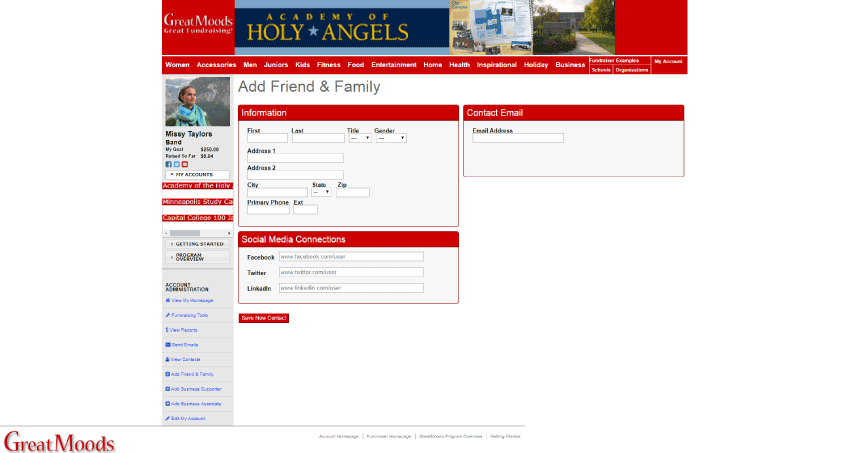 GreatMoods
Great Fundraising!
ACADEMY OF
HOLY ★ ANGELS
Women Accessories Men Juniors Kids Fitness Food Entertainment Home Health Inspirational Holiday Business
Fundraiser Examples
Schools Organizations
My Account
Missy Taylors
Band
My Goal $250.00
Raised So Far $0.04
MY ACCOUNTS
Academy of the Holy
Minneapolis Study Ca
Capital College 100 Ja
GETTING STARTED
PROGRAM
OVERVIEW
ACCOUNT
ADMINISTRATION
View My Homepage
Fundraising Tools
View Reports
Send Emails
View Contacts
Add Friend & Family
Add Business Supporter
Add Business Associate
Edit My Account
Add Friend & Family
Information
First Last Title Gender
--- ---
Address 1
Address 2
City State Zip
--
Primary Phone Ext
Social Media Connections
Facebook www.facebook.com/user
Twitter www.twitter.com/user
LinkedIn www.linkedin.com/user
Save New Contact
Contact Email
Email Address
GreatMoods
Account Homepage | Fundraiser Homepage | GreatMoods Program Overview | Getting Started